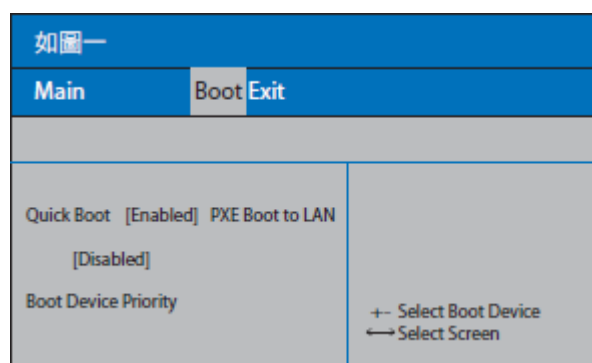 如圖一
Main Boot Exit
Quick Boot [Enabled] PXE Boot to LAN
[Disabled]
Boot Device Priority
+- Select Boot Device
←→ Select Screen